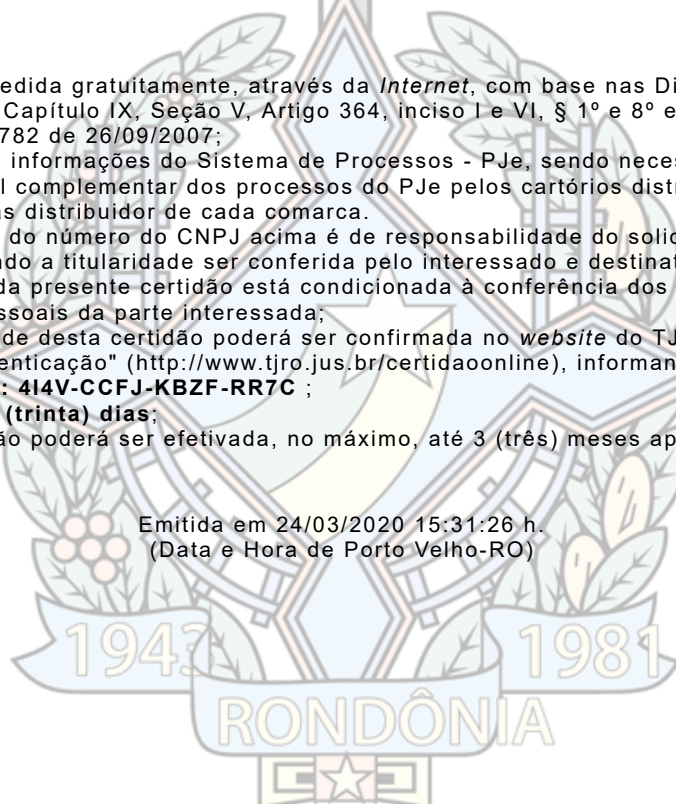 edida gratuitamente, através da Internet, com base nas Di
Capítulo IX, Seção V, Artigo 364, inciso I e VI, § 1º e 8º e
782 de 26/09/2007;
informações do Sistema de Processos - PJe, sendo neces
l complementar dos processos do PJe pelos cartórios distr
as distribuidor de cada comarca.
do número do CNPJ acima é de responsabilidade do solic
ndo a titularidade ser conferida pelo interessado e destinat
da presente certidão está condicionada à conferência dos
ssoais da parte interessada;
de desta certidão poderá ser confirmada no website do TJ
enticação" (http://www.tjro.jus.br/certidaoonline), informan
: 4I4V-CCFJ-KBZF-RR7C ;
(trinta) dias;
ão poderá ser efetivada, no máximo, até 3 (três) meses ap
Emitida em 24/03/2020 15:31:26 h.
(Data e Hora de Porto Velho-RO)
1943
1981
RONDÔNIA